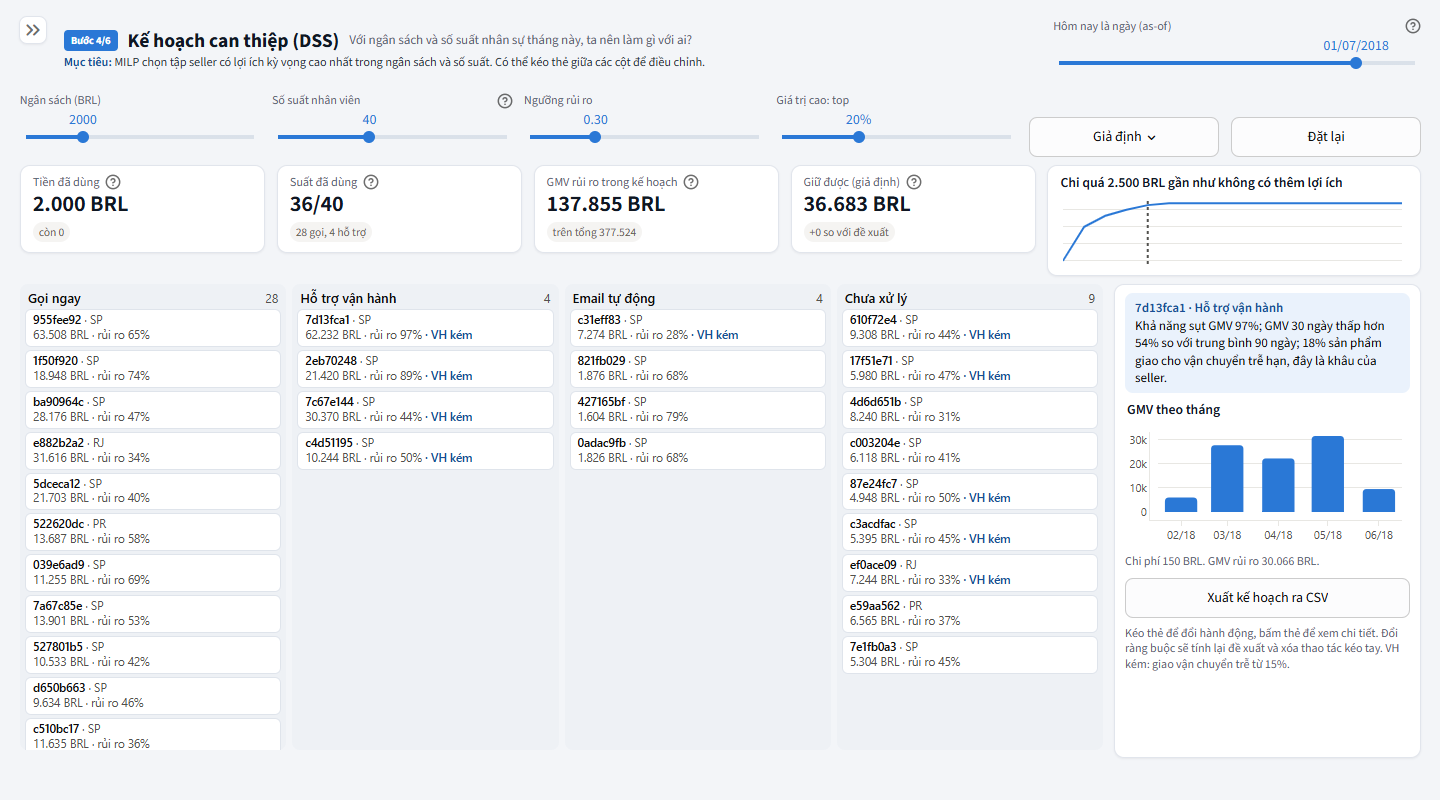 Bước 4/6 Kế hoạch can thiệp (DSS) Với ngân sách và số suất nhân sự tháng này, ta nên làm gì với ai?
Mục tiêu: MILP chọn tập seller có lợi ích kỳ vọng cao nhất trong ngân sách và số suất. Có thể kéo thẻ giữa các cột để điều chỉnh.
Hôm nay là ngày (as-of)
01/07/2018
Ngân sách (BRL)
2000
Số suất nhân viên
40
Ngưỡng rủi ro
0.30
Giá trị cao: top
20%
Giả định
Đặt lại
Tiền đã dùng
2.000 BRL
còn 0
Suất đã dùng
36/40
28 gọi, 4 hỗ trợ
GMV rủi ro trong kế hoạch
137.855 BRL
trên tổng 377.524
Giữ được (giả định)
36.683 BRL
+0 so với đề xuất
Chi quá 2.500 BRL gần như không có thêm lợi ích
Gọi ngay 28
955fee92 · SP
63.508 BRL · rủi ro 65%
1f50f920 · SP
18.948 BRL · rủi ro 74%
ba90964c · SP
28.176 BRL · rủi ro 47%
e882b2a2 · RJ
31.616 BRL · rủi ro 34%
5dceca12 · SP
21.703 BRL · rủi ro 40%
522620dc · PR
13.687 BRL · rủi ro 58%
039e6ad9 · SP
11.255 BRL · rủi ro 69%
7a67c85e · SP
13.901 BRL · rủi ro 53%
527801b5 · SP
10.533 BRL · rủi ro 42%
d650b663 · SP
9.634 BRL · rủi ro 46%
c510bc17 · SP
11.635 BRL · rủi ro 36%
Hỗ trợ vận hành 4
7d13fca1 · SP
62.232 BRL · rủi ro 97% · VH kém
2eb70248 · SP
21.420 BRL · rủi ro 89% · VH kém
7c67e144 · SP
30.370 BRL · rủi ro 44% · VH kém
c4d51195 · SP
10.244 BRL · rủi ro 50% · VH kém
Email tự động 4
c31eff83 · SP
7.274 BRL · rủi ro 28% · VH kém
821fb029 · SP
1.876 BRL · rủi ro 68%
427165bf · SP
1.604 BRL · rủi ro 79%
0adac9fb · SP
1.826 BRL · rủi ro 68%
Chưa xử lý 9
610f72e4 · SP
9.308 BRL · rủi ro 44% · VH kém
17f51e71 · SP
5.980 BRL · rủi ro 47% · VH kém
4d6d651b · SP
8.240 BRL · rủi ro 31%
c003204e · SP
6.118 BRL · rủi ro 41%
87e24fc7 · SP
4.948 BRL · rủi ro 50% · VH kém
c3acdfac · SP
5.395 BRL · rủi ro 45% · VH kém
ef0ace09 · RJ
7.244 BRL · rủi ro 33% · VH kém
e59aa562 · PR
6.565 BRL · rủi ro 37%
7e1fb0a3 · SP
5.304 BRL · rủi ro 45%
7d13fca1 · Hỗ trợ vận hành
Khả năng sụt GMV 97%; GMV 30 ngày thấp hơn
54% so với trung bình 90 ngày; 18% sản phẩm
giao cho vận chuyển trễ hạn, đây là khâu của
seller.
GMV theo tháng
30k
20k
10k
0
02/18 03/18 04/18 05/18 06/18
Chi phí 150 BRL. GMV rủi ro 30.066 BRL.
Xuất kế hoạch ra CSV
Kéo thẻ để đổi hành động, bấm thẻ để xem chi tiết. Đổi
ràng buộc sẽ tính lại đề xuất và xóa thao tác kéo tay. VH
kém: giao vận chuyển trễ từ 15%.